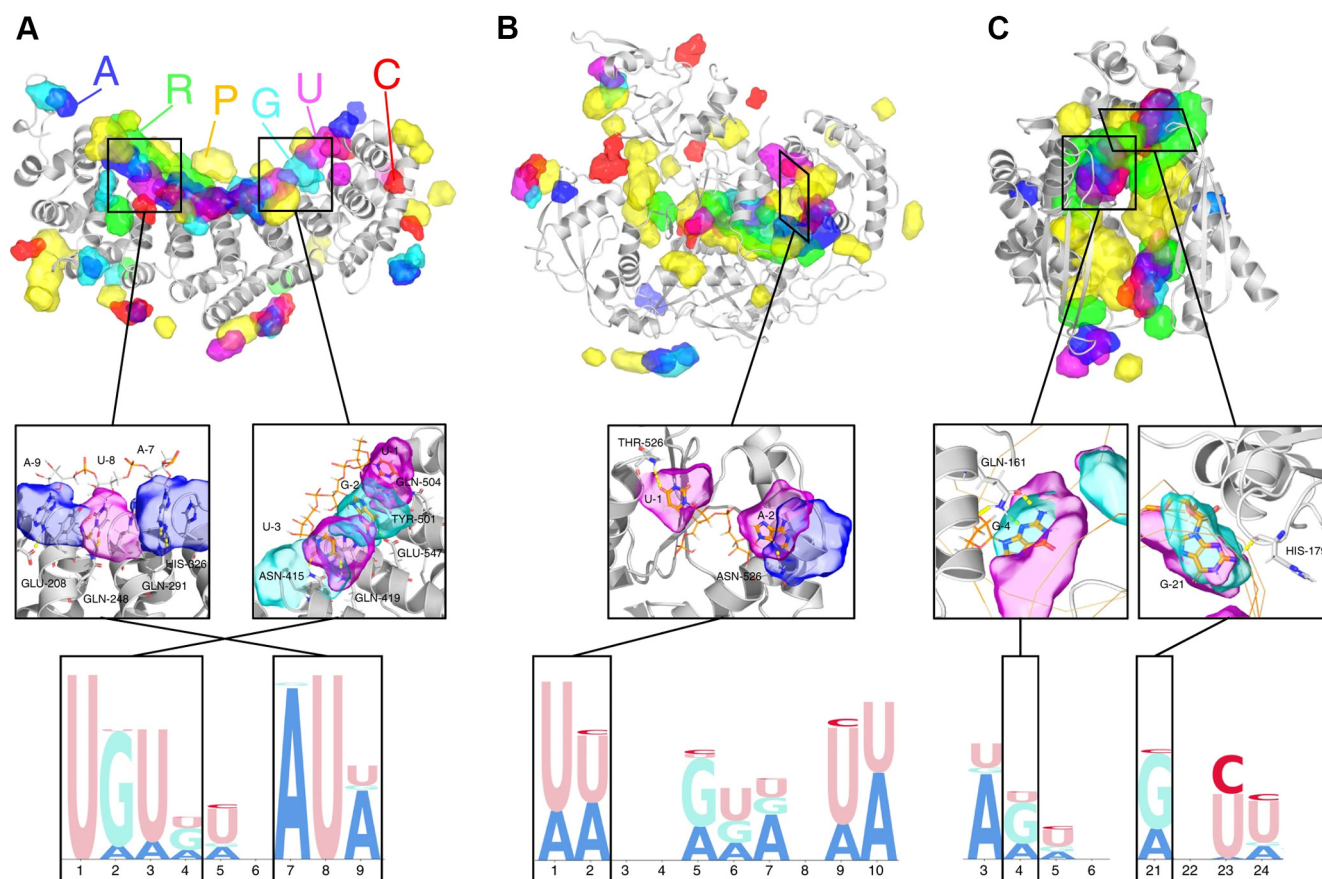 A B C
A R P G U C
A-9 U-8 A-7
GLU-208 GLN-248 GLN-291 HIS-326
U-1 G-2 U-3
GLN-504 TYR-501 GLU-547
ASN-415 GLN-419
THR-526
U-1 A-2
ASN-526
GLN-161
G-4
HIS-179
G-21
U G A U A U G A C U A A U U A
1 2 3 4 5 6 7 8 9
U A C U A C G A U G A U G A C U A U A
1 2 3 4 5 6 7 8 9 10
U A U G A U A
3 4 5 6
C G A C U C U A
21 22 23 24